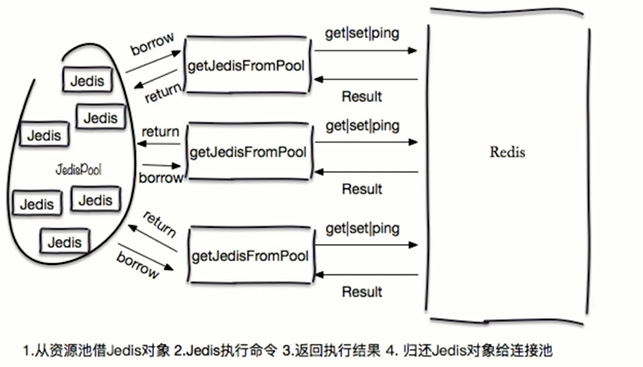 borrow
get|set|ping
Jedis
getJedisFromPool
return
Result
Jedis
Jedis
return
get|set|ping
getJedisFromPool
Redis
JedisPool
borrow
Result
Jedis
Jedis
return
get|set|ping
Jedis
getJedisFromPool
borrow
Result
1.从资源池借Jedis对象 2.Jedis执行命令 3.返回执行结果 4. 归还Jedis对象给连接池